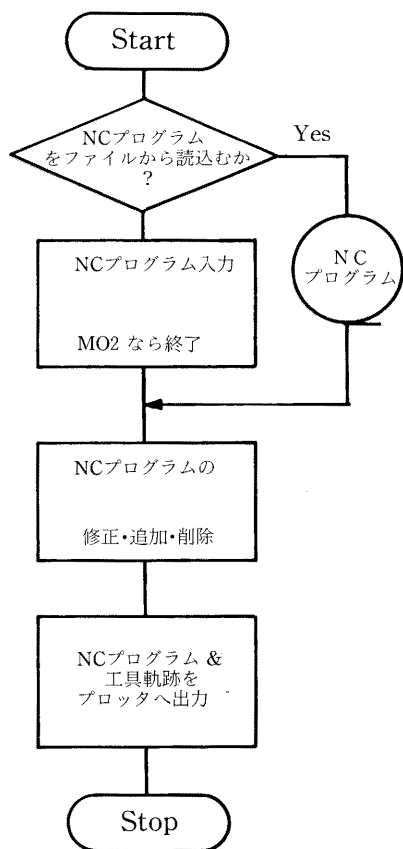 Start
NCプログラム
をファイルから読込むか
?
Yes
NCプログラム入力
MO2 なら終了
N C
プログラム
NCプログラムの
修正・追加・削除
NCプログラム &
工具軌跡を
プロッタへ出力
Stop